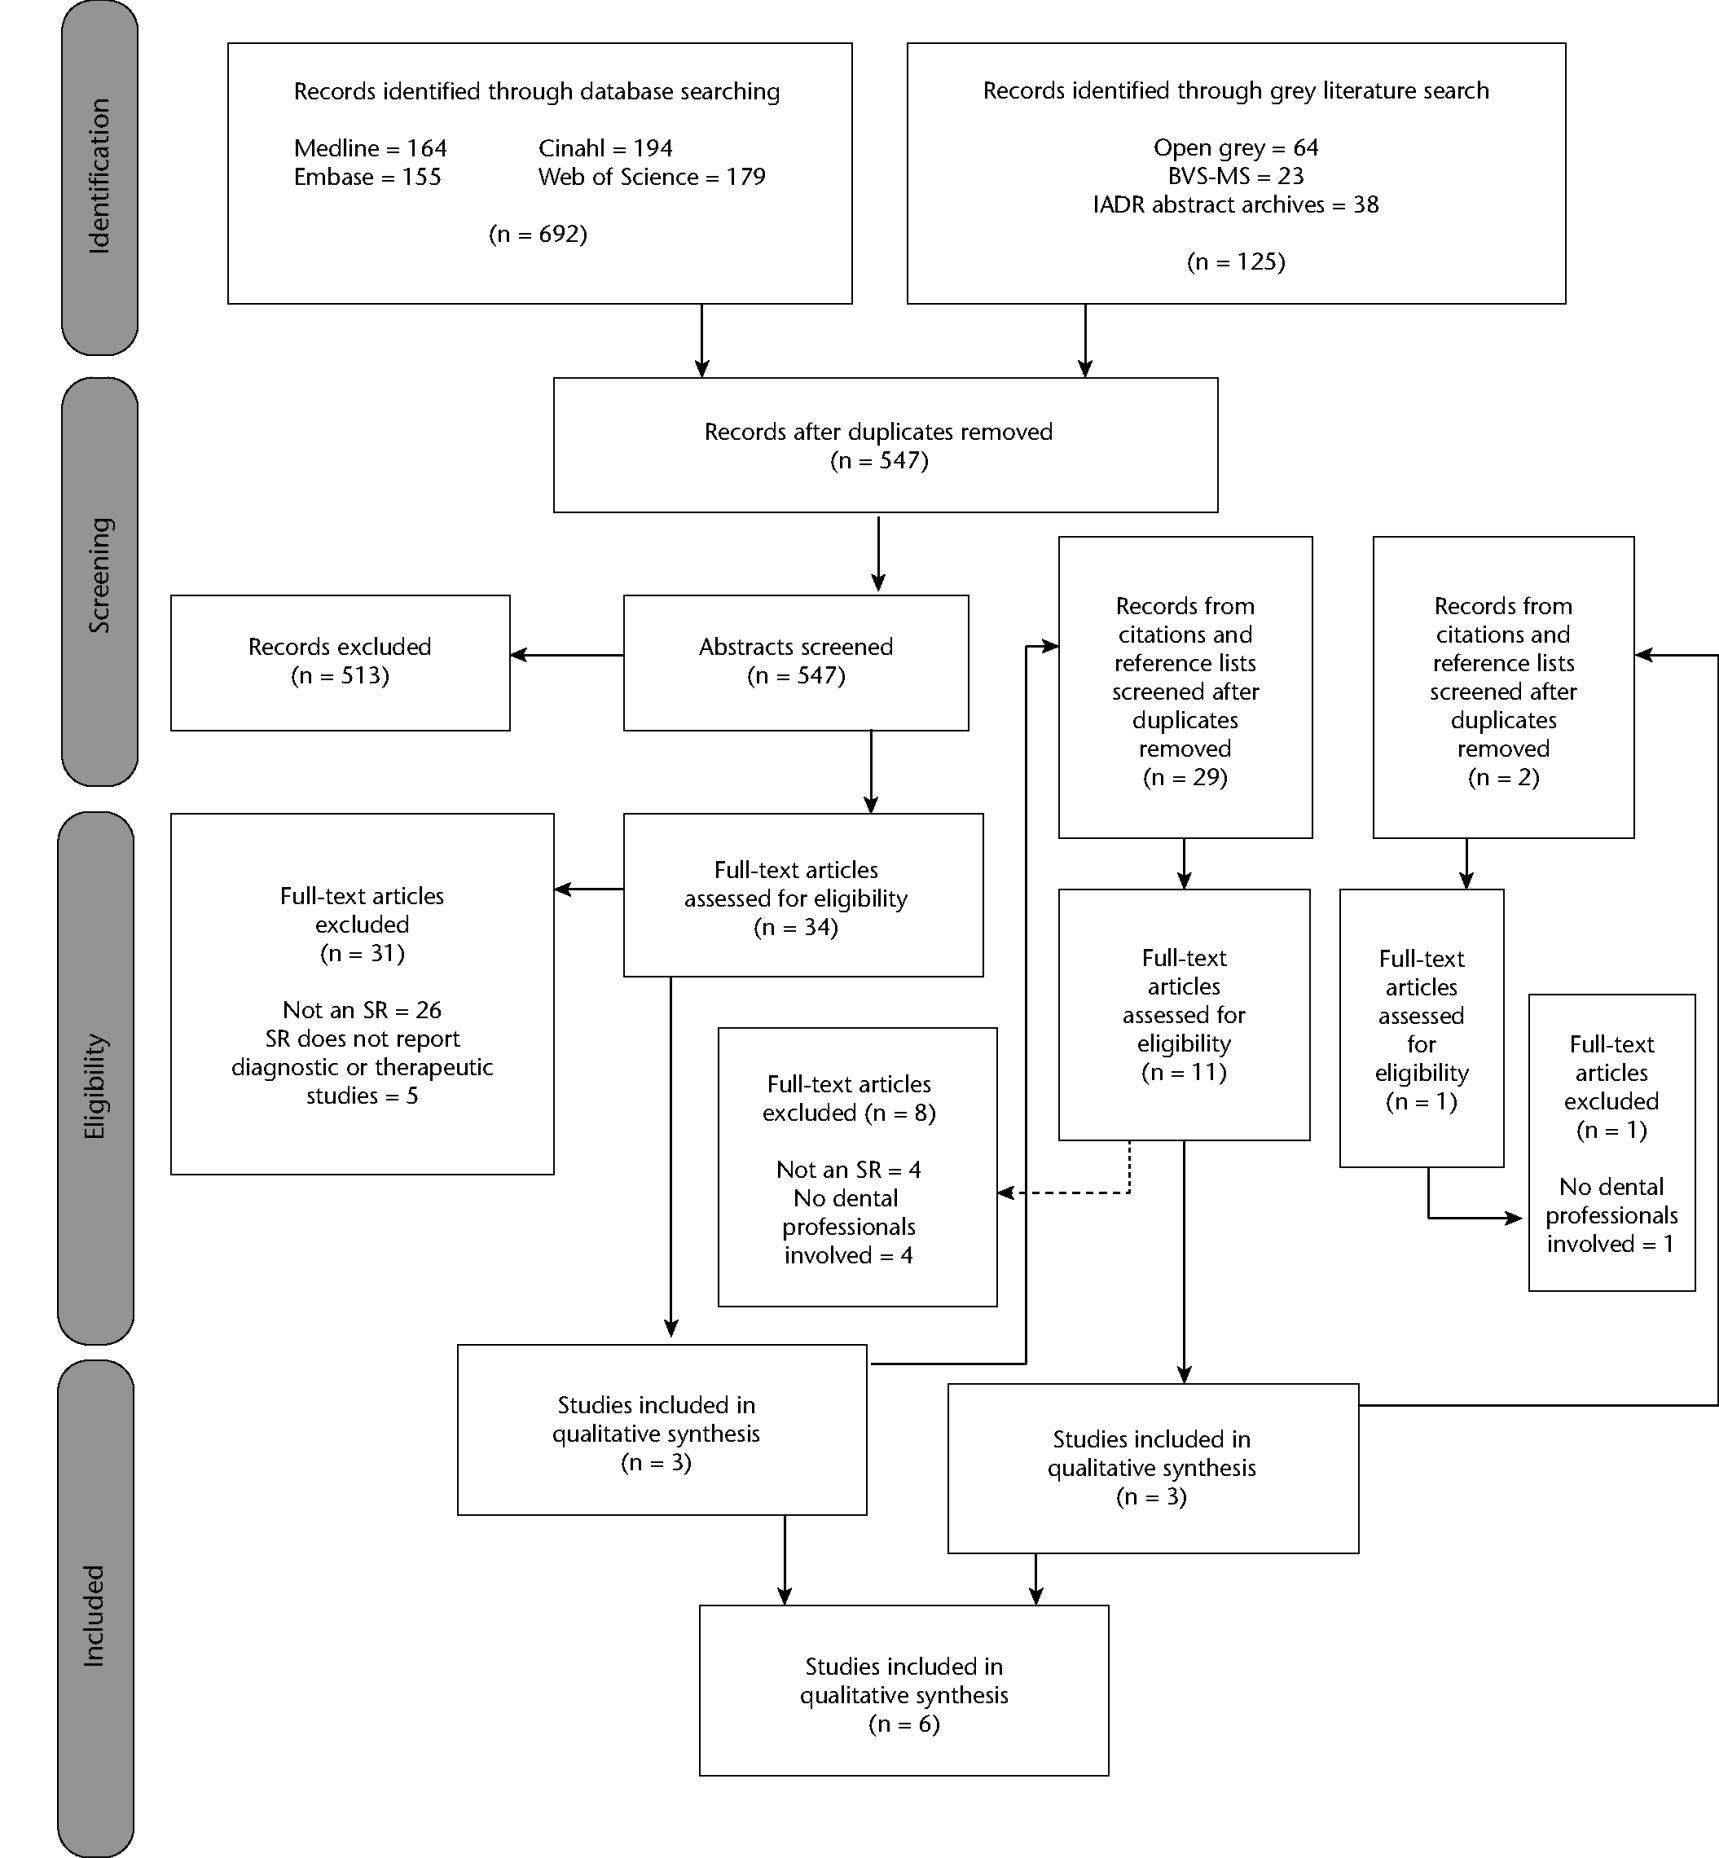 Identification
Records identified through database searching
Medline = 164
Cinahl = 194
Embase = 155
Web of Science = 179
(n = 692)
Records identified through grey literature search
Open grey = 64
BVS-MS = 23
IADR abstract archives = 38
(n = 125)
Screening
Records after duplicates removed
(n = 547)
Records excluded
(n = 513)
Abstracts screened
(n = 547)
Records from
citations and
reference lists
screened after
duplicates
removed
(n = 29)
Records from
citations and
reference lists
screened after
duplicates
removed
(n = 2)
Eligibility
Full-text articles
excluded
(n = 31)
Not an SR = 26
SR does not report
diagnostic or therapeutic
studies = 5
Full-text articles
assessed for eligibility
(n = 34)
Full-text articles
excluded (n = 8)
Not an SR = 4
No dental
professionals
involved = 4
Full-text
articles
assessed for
eligibility
(n = 11)
Full-text
articles
assessed
for
eligibility
(n = 1)
Full-text
articles
excluded
(n = 1)
No dental
professionals
involved = 1
Included
Studies included in
qualitative synthesis
(n = 3)
Studies included in
qualitative synthesis
(n = 3)
Studies included in
qualitative synthesis
(n = 6)